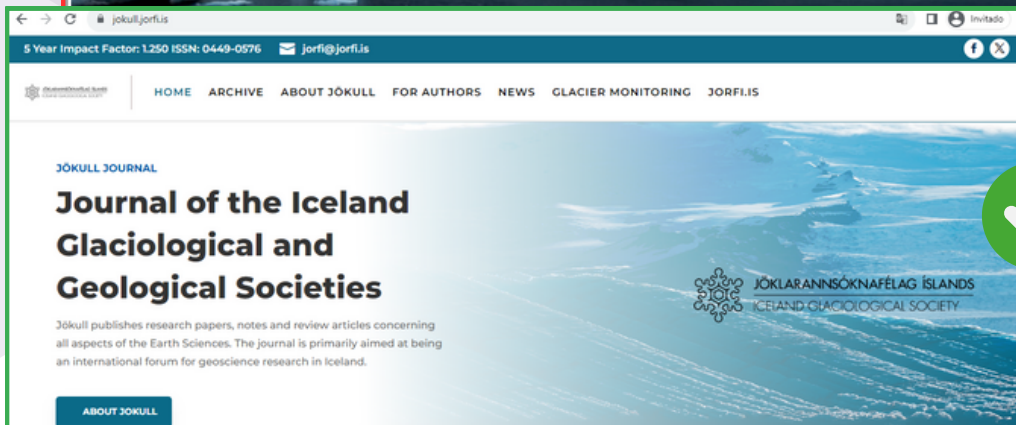 jokull.jorfi.is
Invitado
5 Year Impact Factor: 1.250 ISSN: 0449-0576 jorfi@jorfi.is
HOME ARCHIVE ABOUT JÖKULL FOR AUTHORS NEWS GLACIER MONITORING JORFI.IS
JÖKULL JOURNAL
Journal of the Iceland
Glaciological and
Geological Societies
Jökull publishes research papers, notes and review articles concerning
all aspects of the Earth Sciences. The journal is primarily aimed at being
an international forum for geoscience research in Iceland.
ABOUT JOKULL
JÖKLARANNSÓKNAFÉLAG ÍSLANDS
ICELAND GLACIOLOGICAL SOCIETY